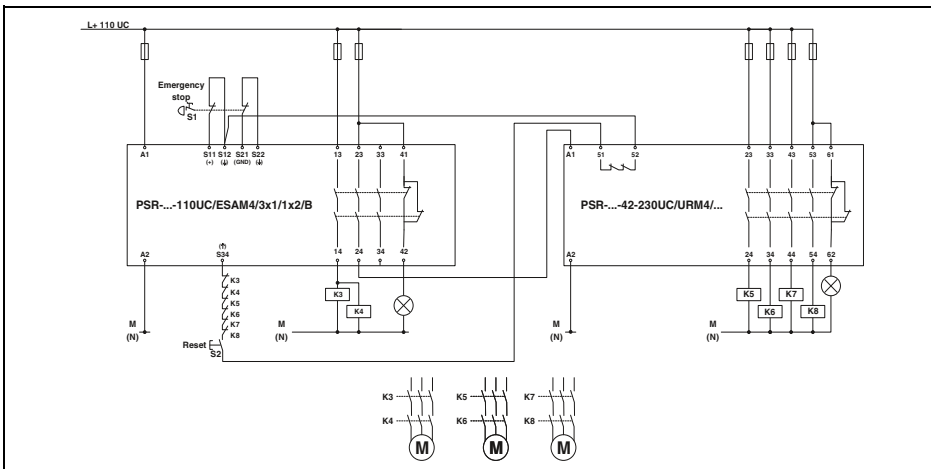 L+ 110 UC
Emergency
stop
S1
A1 S11 S12 S21 S22 13 23 33 41
(+) (↓) (GND) (↓)
A1 51 52 23 33 43 53 61
PSR-...-110UC/ESAM4/3x1/1x2/B
PSR-...-42-230UC/URM4/...
(↑)
A2 S34 14 24 34 42
A2 24 34 44 54 62
K3
K4
K5
K6
K7
K8
Reset
S2
M
(N)
K3
K4
M
(N)
M
(N)
K5
K6
K7
K8
M
(N)
K3
K4
M
K5
K6
M
K7
K8
M